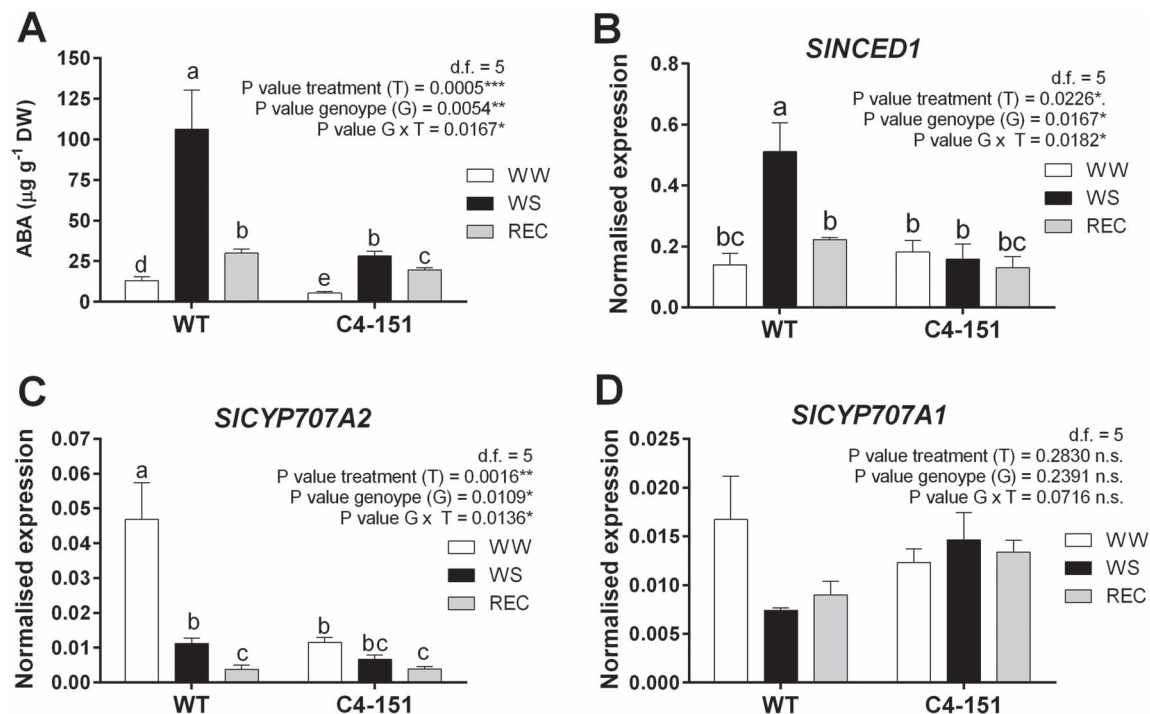 A
150
125
100
75
50
25
0
ABA (µg g-1 DW)
a
b
d
b
c
e
WT
C4-151
d.f. = 5
P value treatment (T) = 0.0005***
P value genoype (G) = 0.0054**
P value G x T = 0.0167*
WW
WS
REC
B
SlNCED1
0.8
0.6
0.4
0.2
0.0
Normalised expression
a
bc
b
b
b
bc
WT
C4-151
d.f. = 5
P value treatment (T) = 0.0226*.
P value genoype (G) = 0.0167*
P value G x T = 0.0182*
WW
WS
REC
C
SlCYP707A2
0.07
0.06
0.05
0.04
0.03
0.02
0.01
0.00
Normalised expression
a
b
c
b
bc
c
WT
C4-151
d.f. = 5
P value treatment (T) = 0.0016**
P value genoype (G) = 0.0109*
P value G x T = 0.0136*
WW
WS
REC
D
SlCYP707A1
0.025
0.020
0.015
0.010
0.005
0.000
Normalised expression
WT
C4-151
d.f. = 5
P value treatment (T) = 0.2830 n.s.
P value genoype (G) = 0.2391 n.s.
P value G x T = 0.0716 n.s.
WW
WS
REC